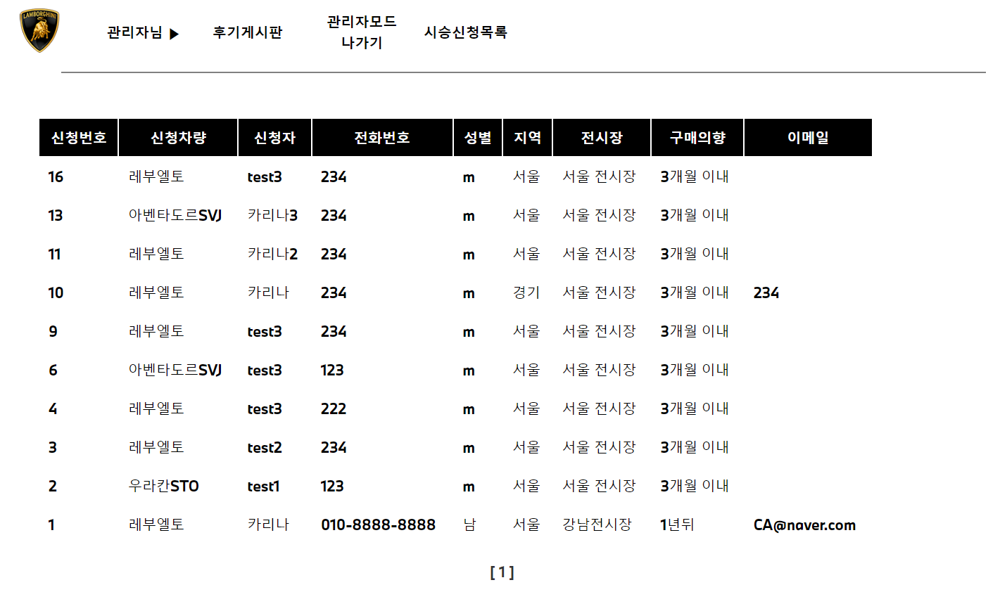 LAMBORGHINI
관리자님 ▶ 후기게시판 관리자모드 나가기 시승신청목록
신청번호 신청차량 신청자 전화번호 성별 지역 전시장 구매의향 이메일
16 레부엘토 test3 234 m 서울 서울 전시장 3개월 이내
13 아벤타도르SVJ 카리나3 234 m 서울 서울 전시장 3개월 이내
11 레부엘토 카리나2 234 m 서울 서울 전시장 3개월 이내
10 레부엘토 카리나 234 m 경기 서울 전시장 3개월 이내 234
9 레부엘토 test3 234 m 서울 서울 전시장 3개월 이내
6 아벤타도르SVJ test3 123 m 서울 서울 전시장 3개월 이내
4 레부엘토 test3 222 m 서울 서울 전시장 3개월 이내
3 레부엘토 test2 234 m 서울 서울 전시장 3개월 이내
2 우라칸STO test1 123 m 서울 서울 전시장 3개월 이내
1 레부엘토 카리나 010-8888-8888 남 서울 강남전시장 1년뒤 CA@naver.com
[ 1 ]